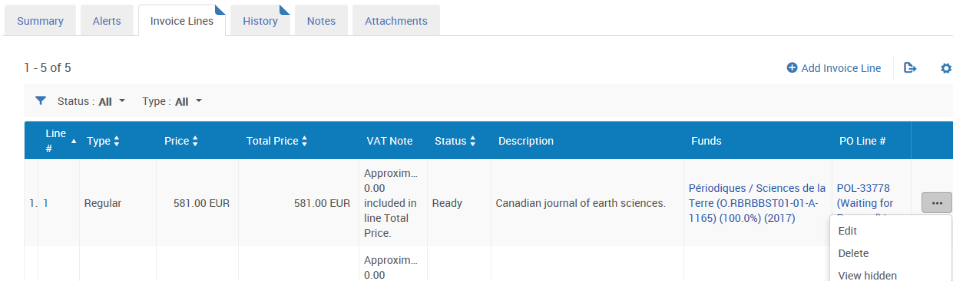 Summary Alerts Invoice Lines History Notes Attachments
1 - 5 of 5 Add Invoice Line
Status : All Type : All
Line # Type Price Total Price VAT Note Status Description Funds PO Line #
1. 1 Regular 581.00 EUR 581.00 EUR Ready Canadian journal of earth sciences.
Approxim...
0.00
included in
line Total
Price.
Périodiques / Sciences de la
Terre (O.RBRBBST01-01-A-
1165) (100.0%) (2017)
POL-33778
(Waiting for
Edit
Delete
View hidden
Approxim...
0.00